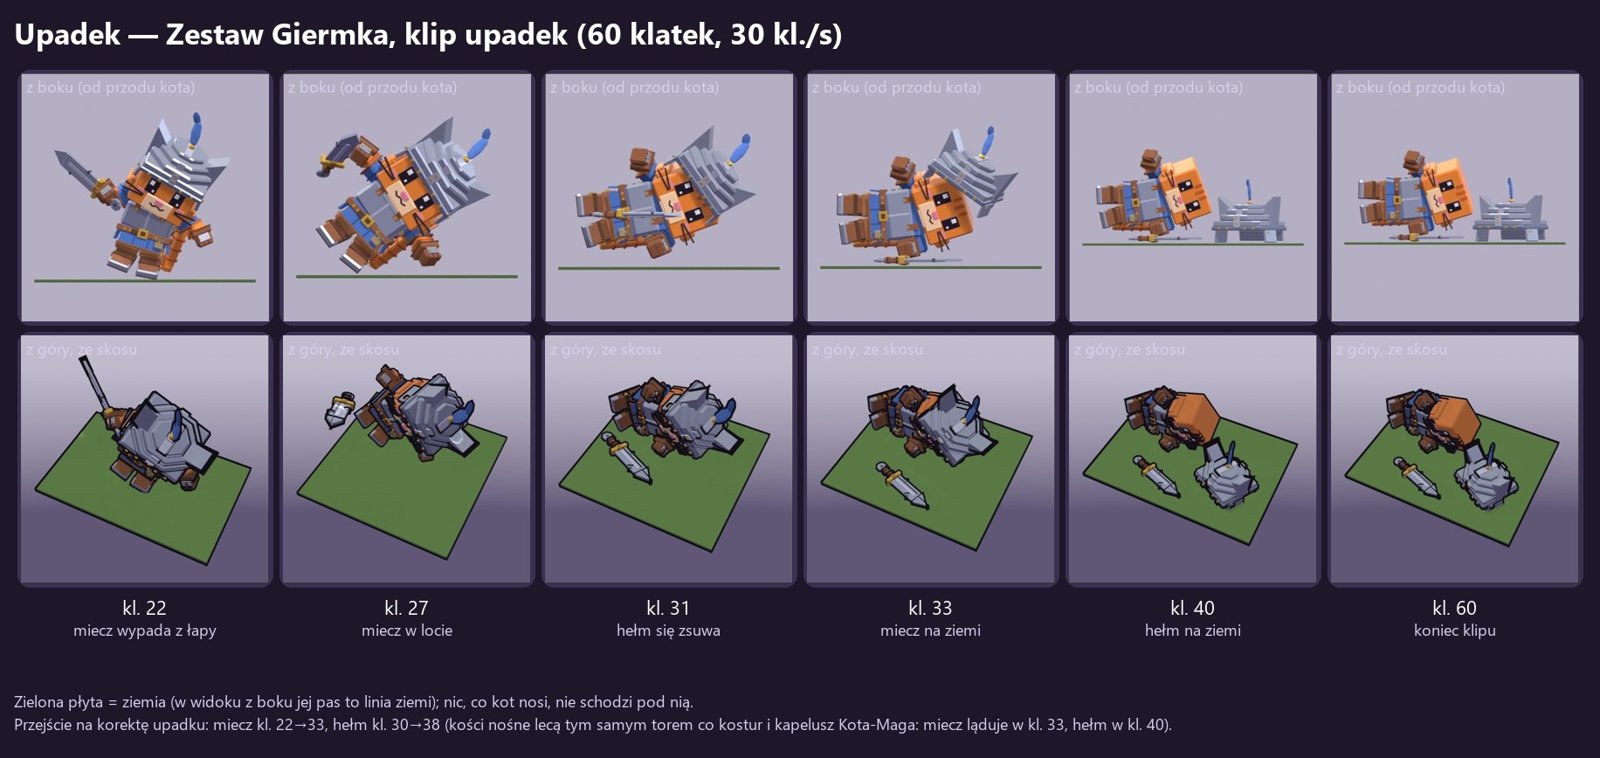 Upadek — Zestaw Giermka, klip upadek (60 klatek, 30 kl./s)
z boku (od przodu kota)
z boku (od przodu kota)
z boku (od przodu kota)
z boku (od przodu kota)
z boku (od przodu kota)
z boku (od przodu kota)
z góry, ze skosu
z góry, ze skosu
z góry, ze skosu
z góry, ze skosu
z góry, ze skosu
z góry, ze skosu
kl. 22
kl. 27
kl. 31
kl. 33
kl. 40
kl. 60
miecz wypada z łapy
miecz w locie
hełm się zsuwa
miecz na ziemi
hełm na ziemi
koniec klipu
Zielona płyta = ziemia (w widoku z boku jej pas to linia ziemi); nic, co kot nosi, nie schodzi pod nią.
Przejście na korektę upadku: miecz kl. 22→33, hełm kl. 30→38 (kości nośne lecą tym samym torem co kostur i kapelusz Kota-Maga: miecz ląduje w kl. 33, hełm w kl. 40).